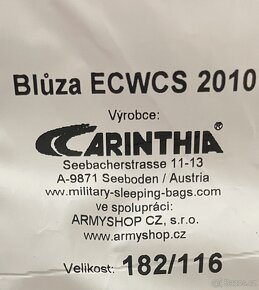 Blůza ECWCS 2010
Výrobce:
CARINTHIA®
Seebacherstrasse 11-13
A-9871 Seeboden / Austria
www.military-sleeping-bags.com
ve spolupráci:
ARMYSHOP CZ, s.r.o.
www.armyshop.cz
Velikost: 182/116